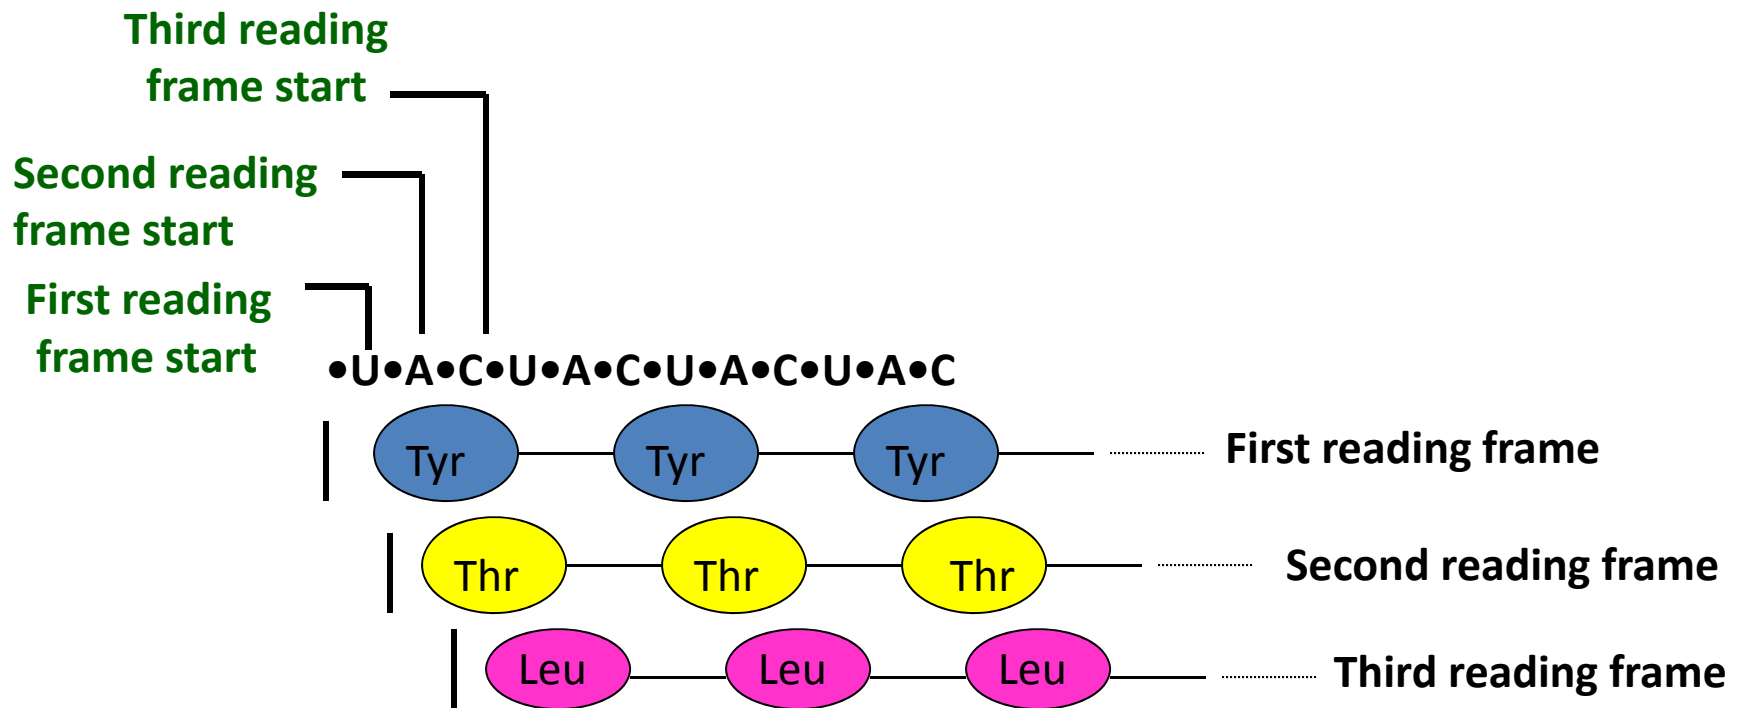 Third reading
frame start
Second reading
frame start
First reading
frame start
•U•A•C•U•A•C•U•A•C•U•A•C
Tyr Tyr Tyr First reading frame
Thr Thr Thr Second reading frame
Leu Leu Leu Third reading frame